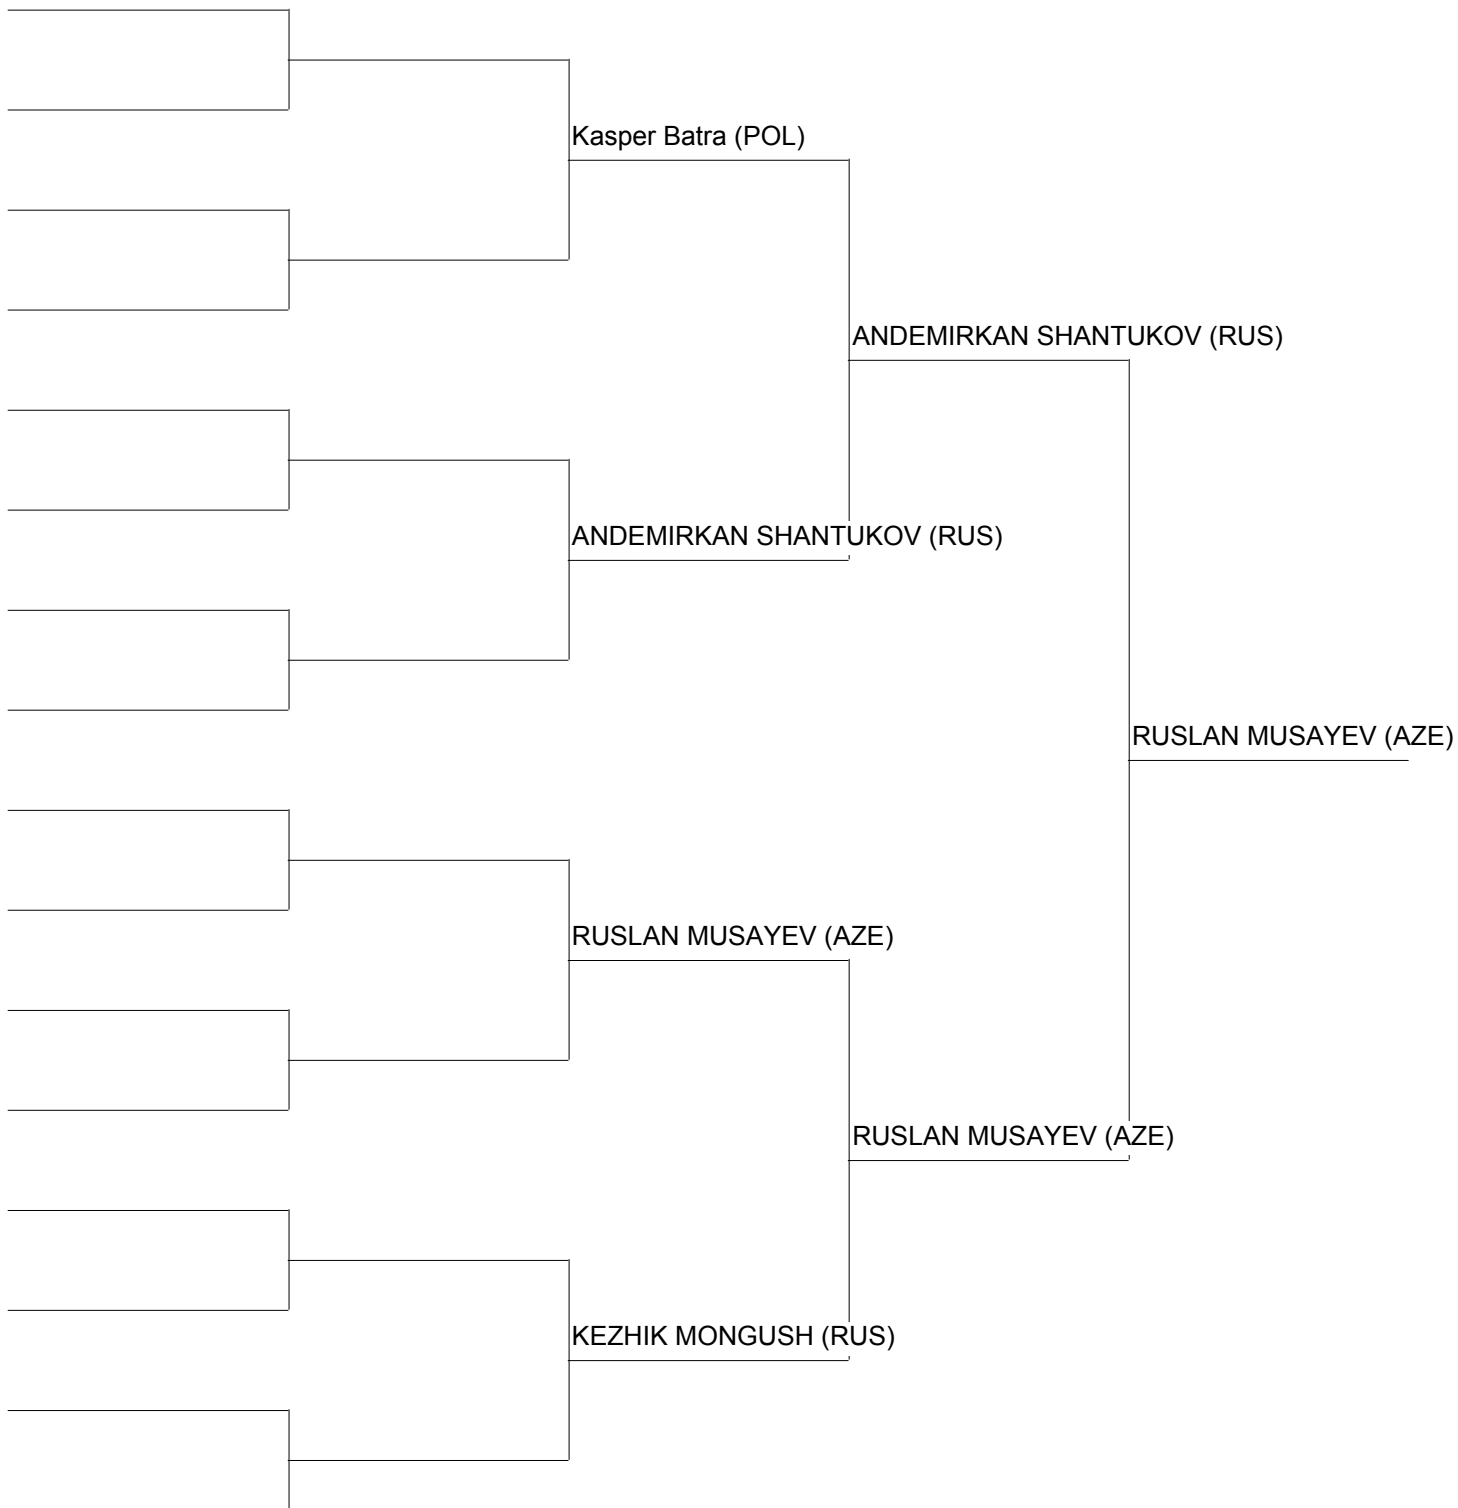 Kasper Batra (POL)
ANDEMIRKAN SHANTUKOV (RUS)
ANDEMIRKAN SHANTUKOV (RUS)
RUSLAN MUSAYEV (AZE)
RUSLAN MUSAYEV (AZE)
RUSLAN MUSAYEV (AZE)
KEZHIK MONGUSH (RUS)